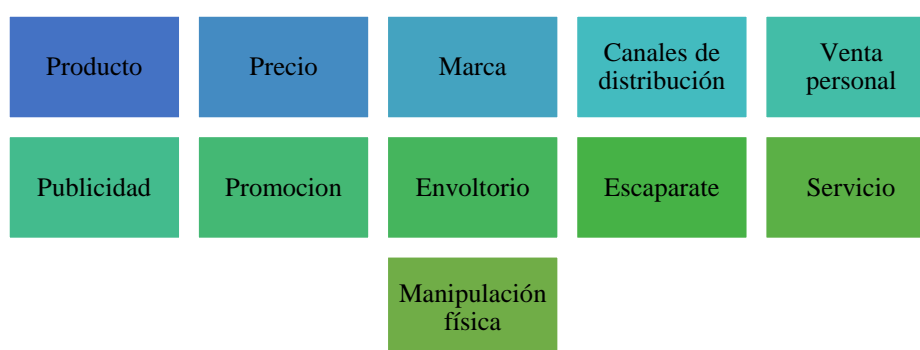 Producto
Precio
Marca
Canales de
distribución
Venta
personal
Publicidad
Promocion
Envoltorio
Escaparate
Servicio
Manipulación
física